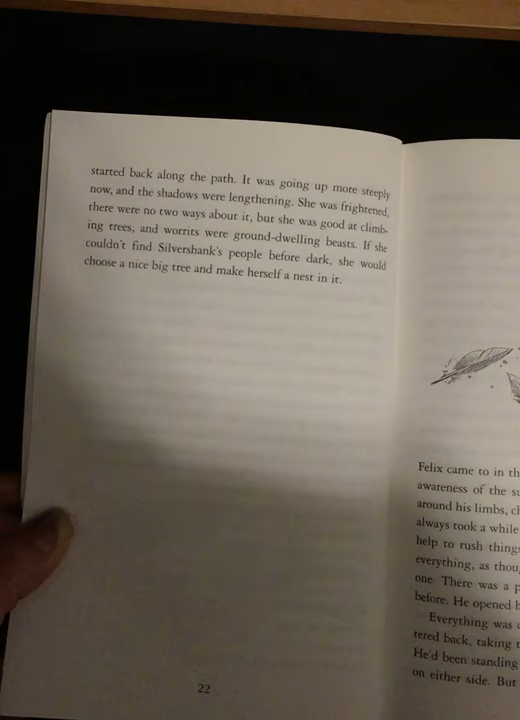 started back along the path. It was going up more steeply
now, and the shadows were lengthening. She was frightened,
there were no two ways about it, but she was good at climb-
ing trees, and worrits were ground-dwelling beasts. If she
couldn't find Silvershank's people before dark, she would
choose a nice big tree and make herself a nest in it.
22
Felix came to in th
awareness of the su
around his limbs, ch
always took a while
help to rush things
everything, as thou
one There was a p
before. He opened h
Everything was
tered back, taking t
He'd been standing
on either side. But